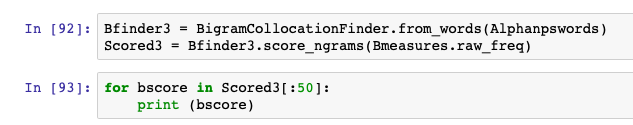 In [92]: Bfinder3 = BigramCollocationFinder.from_words(Alphanpswords)
Scored3 = Bfinder3.score_ngrams(Bmeasures.raw_freq)
In [93]: for bscore in Scored3[:50]:
    print (bscore)